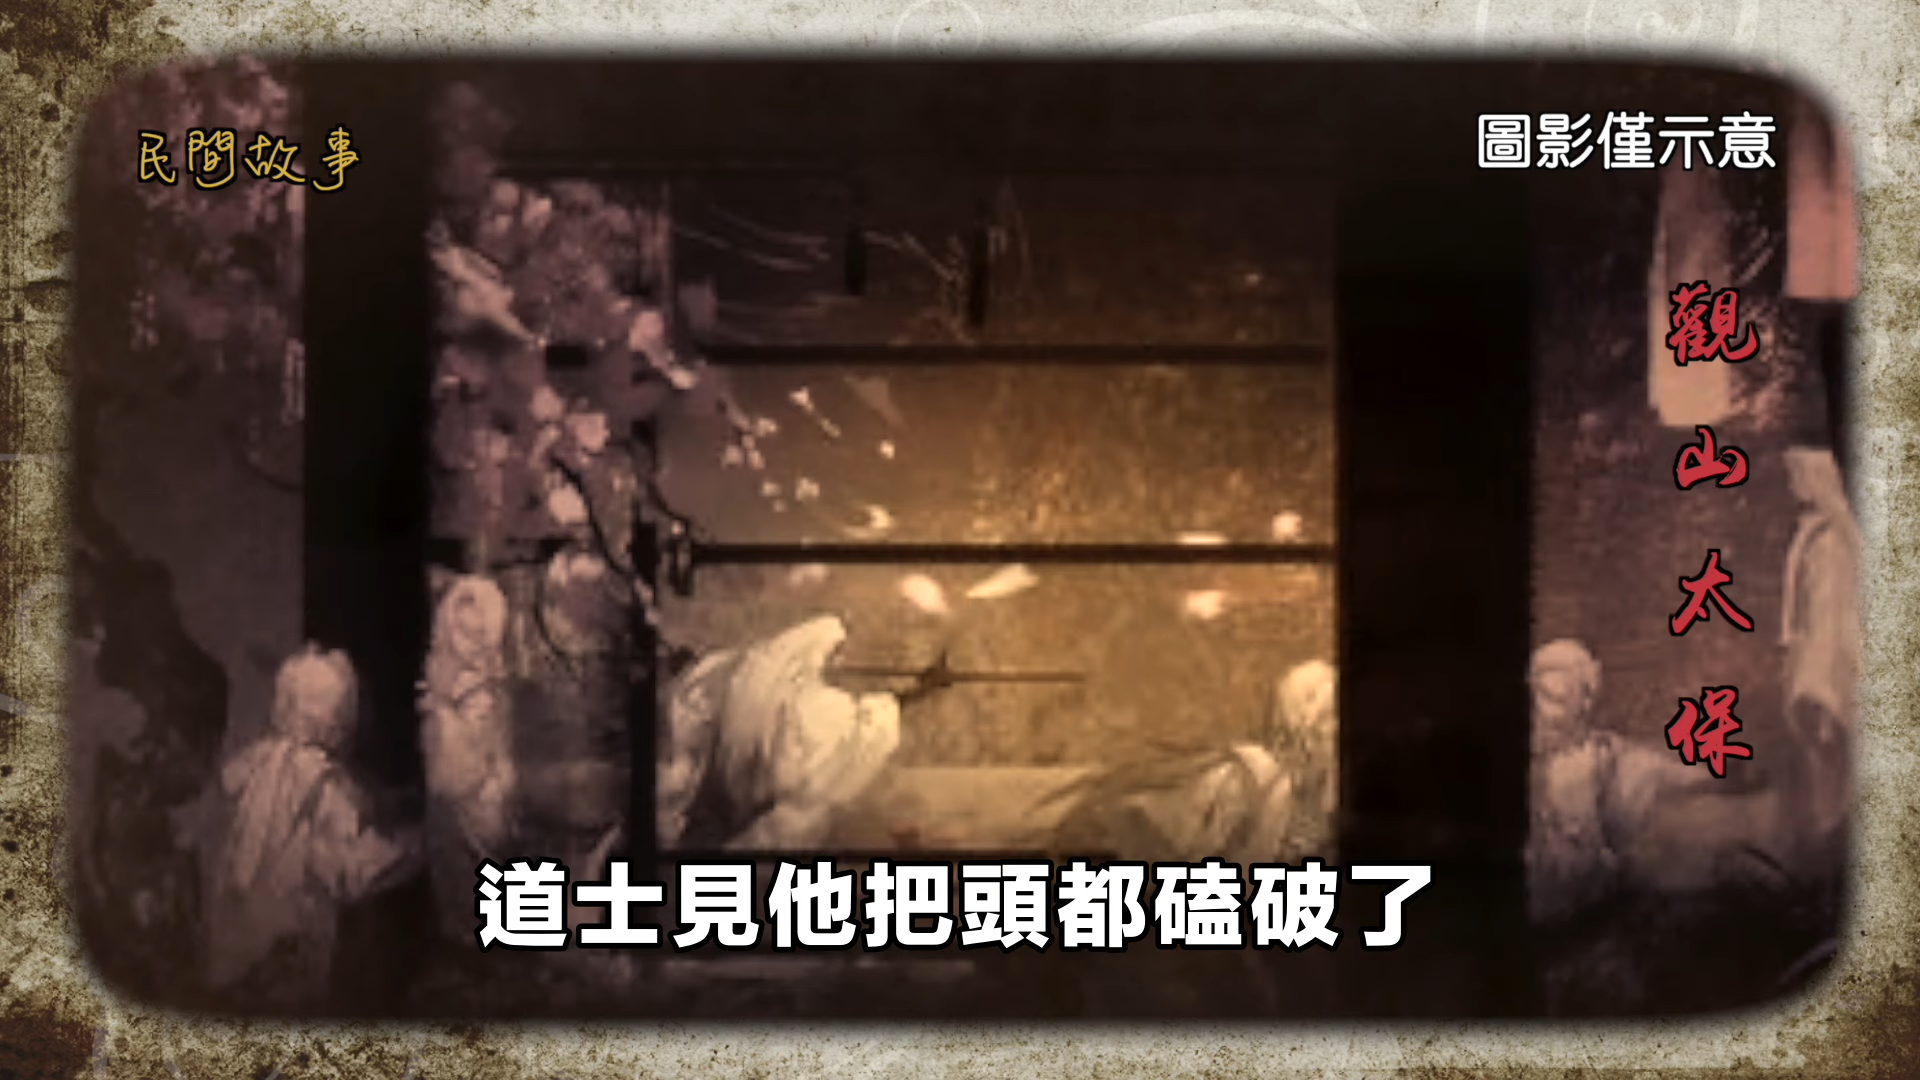 民間故事
圖影僅示意
觀山太保
道士見他把頭都磕破了